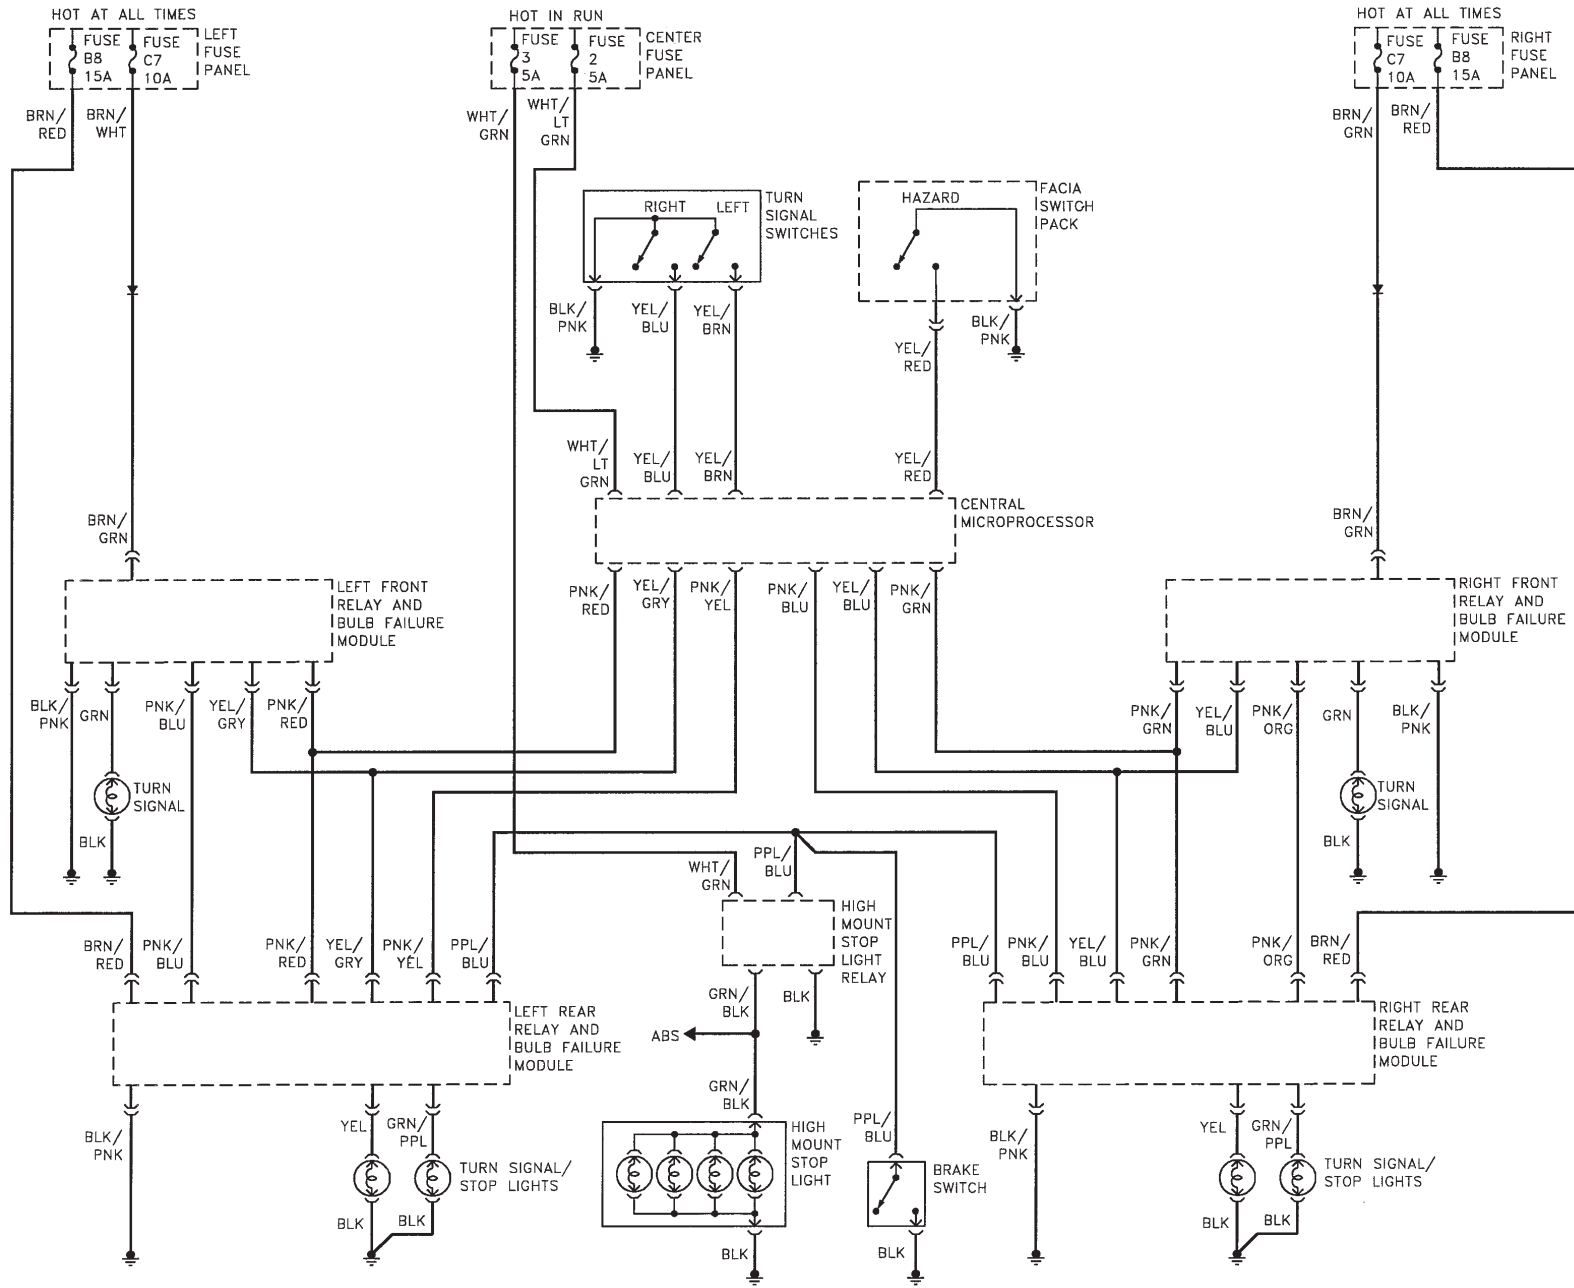 HOT AT ALL TIMES
FUSE
B8
15A
FUSE
C7
10A
LEFT
FUSE
PANEL
HOT IN RUN
FUSE
3
5A
FUSE
2
5A
CENTER
FUSE
PANEL
HOT AT ALL TIMES
FUSE
C7
10A
FUSE
B8
15A
RIGHT
FUSE
PANEL
BRN/
RED
BRN/
WHT
WHT/
GRN
WHT/
LT
GRN
BRN/
GRN
BRN/
RED
RIGHT
LEFT
TURN
SIGNAL
SWITCHES
HAZARD
FACIA
SWITCH
PACK
BLK/
PNK
YEL/
BLU
YEL/
BRN
YEL/
RED
BLK/
PNK
WHT/
LT
GRN
YEL/
BLU
YEL/
BRN
YEL/
RED
BRN/
GRN
CENTRAL
MICROPROCESSOR
BRN/
GRN
LEFT FRONT
RELAY AND
BULB FAILURE
MODULE
PNK/
RED
YEL/
GRY
PNK/
YEL
PNK/
BLU
YEL/
BLU
PNK/
GRN
RIGHT FRONT
RELAY AND
BULB FAILURE
MODULE
BLK/
PNK
GRN
PNK/
BLU
YEL/
GRY
PNK/
RED
PNK/
GRN
YEL/
BLU
PNK/
ORG
GRN
BLK/
PNK
TURN
SIGNAL
BLK
TURN
SIGNAL
BLK
WHT/
GRN
PPL/
BLU
HIGH
MOUNT
STOP
LIGHT
RELAY
BRN/
RED
PNK/
BLU
PNK/
RED
YEL/
GRY
PNK/
YEL
PPL/
BLU
PPL/
BLU
PNK/
BLU
YEL/
BLU
PNK/
GRN
PNK/
ORG
BRN/
RED
GRN/
BLK
BLK
LEFT REAR
RELAY AND
BULB FAILURE
MODULE
ABS
RIGHT REAR
RELAY AND
BULB FAILURE
MODULE
GRN/
BLK
BLK/
PNK
YEL
GRN/
PPL
HIGH
MOUNT
STOP
LIGHT
PPL/
BLU
BLK/
PNK
YEL
GRN/
PPL
TURN SIGNAL/
STOP LIGHTS
BRAKE
SWITCH
TURN SIGNAL/
STOP LIGHTS
BLK
BLK
BLK
BLK
BLK
BLK